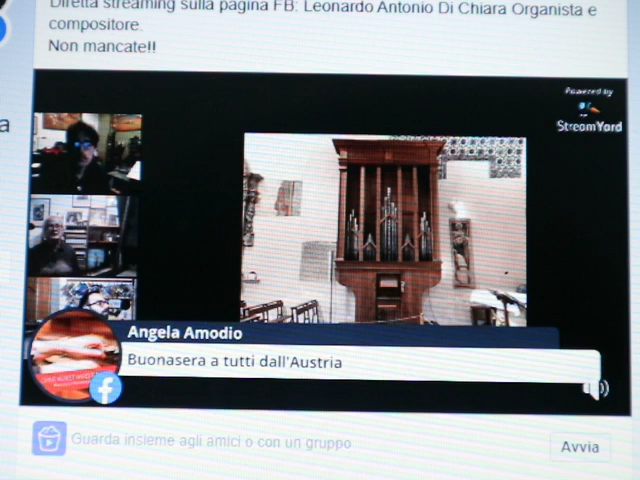 Diretta streaming sulla pagina FB: Leonardo Antonio Di Chiara Organista e
compositore.
Non mancate!!
Powered by
StreamYard
Angela Amodio
Buonasera a tutti dall'Austria
Guarda insieme agli amici o con un gruppo
Avvia